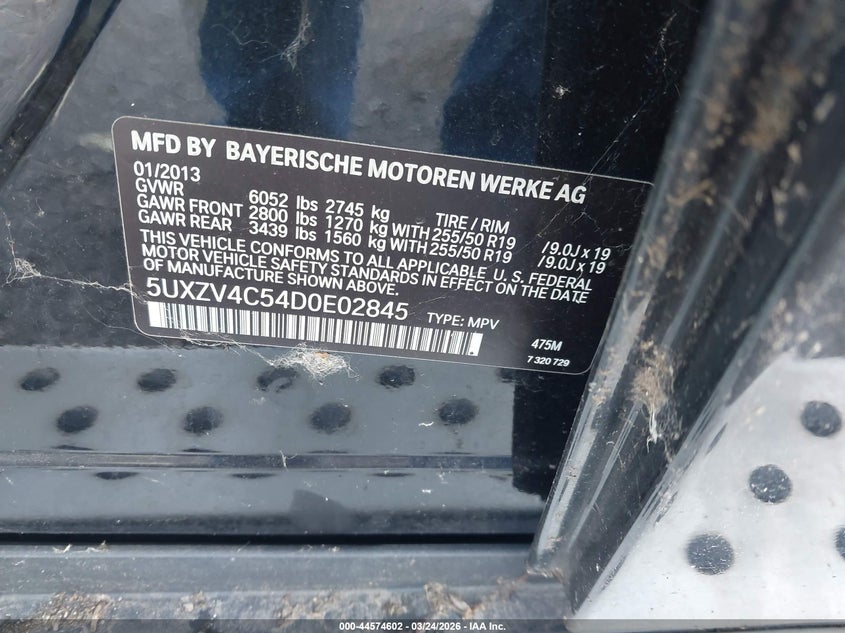 MFD BY BAYERISCHE MOTOREN WERKE AG
01/2013
GVWR 6052 lbs 2745 kg TIRE / RIM
GAWR FRONT 2800 lbs 1270 kg WITH 255/50 R19 /9.0J x 19
GAWR REAR 3439 lbs 1560 kg WITH 255/50 R19 /9.0J x 19
THIS VEHICLE CONFORMS TO ALL APPLICABLE U. S. FEDERAL
MOTOR VEHICLE SAFETY STANDARDS IN EFFECT ON THE DATE
OF MANUFACTURE SHOWN ABOVE.
5UXZV4C54D0E02845 TYPE: MPV
475M
7 320 729
000-44574602 - 03/24/2026 - IAA Inc.